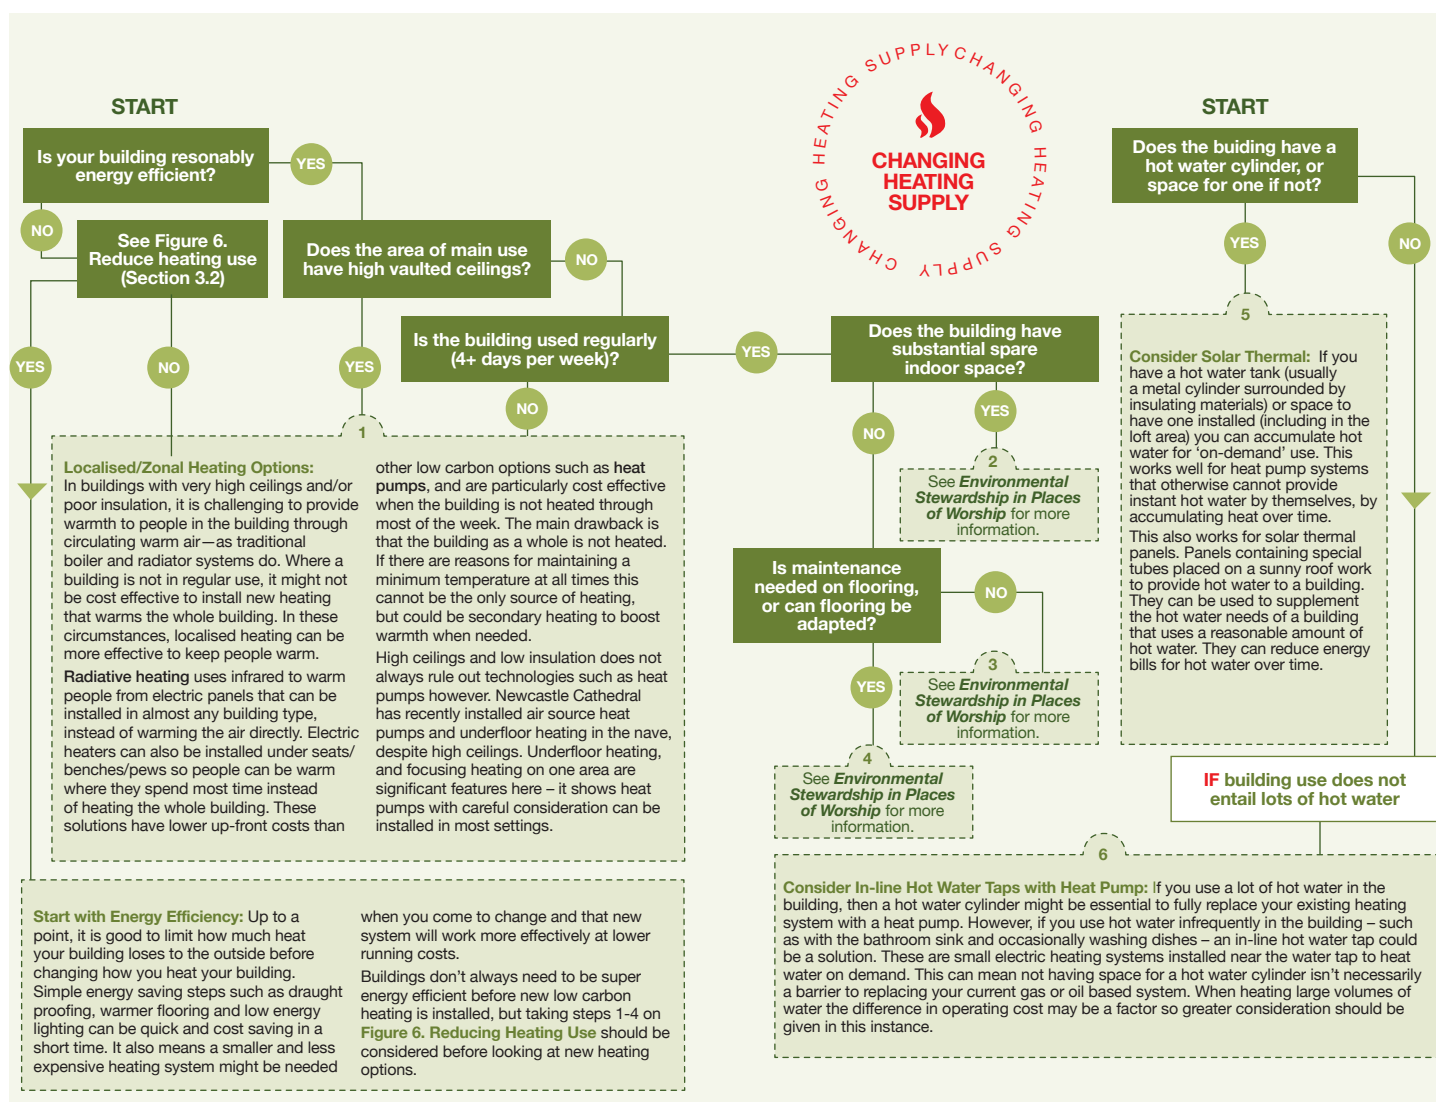 START
Is your building resonably
energy efficient?
YES
NO
See Figure 6.
Reduce heating use
(Section 3.2)
YES
NO
Does the area of main use
have high vaulted ceilings?
NO
YES
Is the building used regularly
(4+ days per week)?
YES
NO
CHANGING HEATING SUPPLY CHANGING HEATING SUPPLY
CHANGING
HEATING
SUPPLY
Does the building have
substantial spare
indoor space?
YES
NO
2
See Environmental
Stewardship in Places
of Worship for more
information.
Is maintenance
needed on flooring,
or can flooring be
adapted?
NO
YES
3
See Environmental
Stewardship in Places
of Worship for more
information.
4
See Environmental
Stewardship in Places
of Worship for more
information.
1
Localised/Zonal Heating Options:
In buildings with very high ceilings and/or
poor insulation, it is challenging to provide
warmth to people in the building through
circulating warm air—as traditional
boiler and radiator systems do. Where a
building is not in regular use, it might not
be cost effective to install new heating
that warms the whole building. In these
circumstances, localised heating can be
more effective to keep people warm.
Radiative heating uses infrared to warm
people from electric panels that can be
installed in almost any building type,
instead of warming the air directly. Electric
heaters can also be installed under seats/
benches/pews so people can be warm
where they spend most time instead
of heating the whole building. These
solutions have lower up-front costs than
other low carbon options such as heat
pumps, and are particularly cost effective
when the building is not heated through
most of the week. The main drawback is
that the building as a whole is not heated.
If there are reasons for maintaining a
minimum temperature at all times this
cannot be the only source of heating,
but could be secondary heating to boost
warmth when needed.
High ceilings and low insulation does not
always rule out technologies such as heat
pumps however. Newcastle Cathedral
has recently installed air source heat
pumps and underfloor heating in the nave,
despite high ceilings. Underfloor heating,
and focusing heating on one area are
significant features here – it shows heat
pumps with careful consideration can be
installed in most settings.
Start with Energy Efficiency: Up to a
point, it is good to limit how much heat
your building loses to the outside before
changing how you heat your building.
Simple energy saving steps such as draught
proofing, warmer flooring and low energy
lighting can be quick and cost saving in a
short time. It also means a smaller and less
expensive heating system might be needed
when you come to change and that new
system will work more effectively at lower
running costs.
Buildings don't always need to be super
energy efficient before new low carbon
heating is installed, but taking steps 1-4 on
Figure 6. Reducing Heating Use should be
considered before looking at new heating
options.
START
Does the buiding have a
hot water cylinder, or
space for one if not?
YES
NO
5
Consider Solar Thermal: If you
have a hot water tank (usually
a metal cylinder surrounded by
insulating materials) or space to
have one installed (including in the
loft area) you can accumulate hot
water for 'on-demand' use. This
works well for heat pump systems
that otherwise cannot provide
instant hot water by themselves, by
accumulating heat over time.
This also works for solar thermal
panels. Panels containing special
tubes placed on a sunny roof work
to provide hot water to a building.
They can be used to supplement
the hot water needs of a building
that uses a reasonable amount of
hot water. They can reduce energy
bills for hot water over time.
IF building use does not
entail lots of hot water
6
Consider In-line Hot Water Taps with Heat Pump: If you use a lot of hot water in the
building, then a hot water cylinder might be essential to fully replace your existing heating
system with a heat pump. However, if you use hot water infrequently in the building – such
as with the bathroom sink and occasionally washing dishes – an in-line hot water tap could
be a solution. These are small electric heating systems installed near the water tap to heat
water on demand. This can mean not having space for a hot water cylinder isn't necessarily
a barrier to replacing your current gas or oil based system. When heating large volumes of
water the difference in operating cost may be a factor so greater consideration should be
given in this instance.